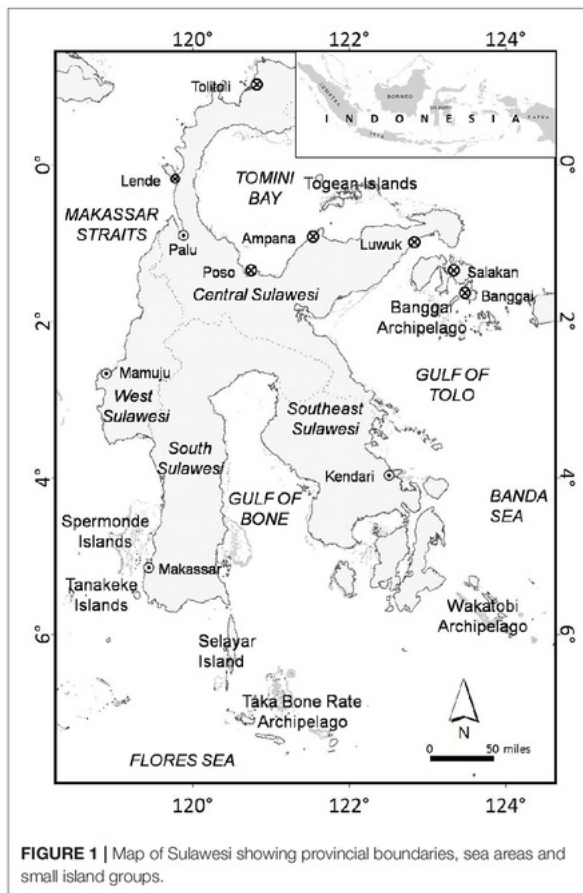 120°
122°
124°
Tolitoli
BORNEO
INDONESIA
JAVA
PAPUA
0°
0°
Lende
TOMINI
BAY
Togean Islands
MAKASSAR
STRAITS
Palu
Ampana
Luwuk
Poso
Salakan
Central Sulawesi
Banggai
Banggai
Archipelago
2°
2°
GULF OF
TOLO
Mamuju
West
Sulawesi
Southeast
Sulawesi
South
Sulawesi
4°
4°
Kendari
GULF OF
BONE
BANDA
SEA
Spermonde
Islands
Makassar
Tanakeke
Islands
Wakatobi
Archipelago
6°
6°
Selayar
Island
Taka Bone Rate
Archipelago
N
0 50 miles
FLORES SEA
120°
122°
124°
FIGURE 1 | Map of Sulawesi showing provincial boundaries, sea areas and
small island groups.